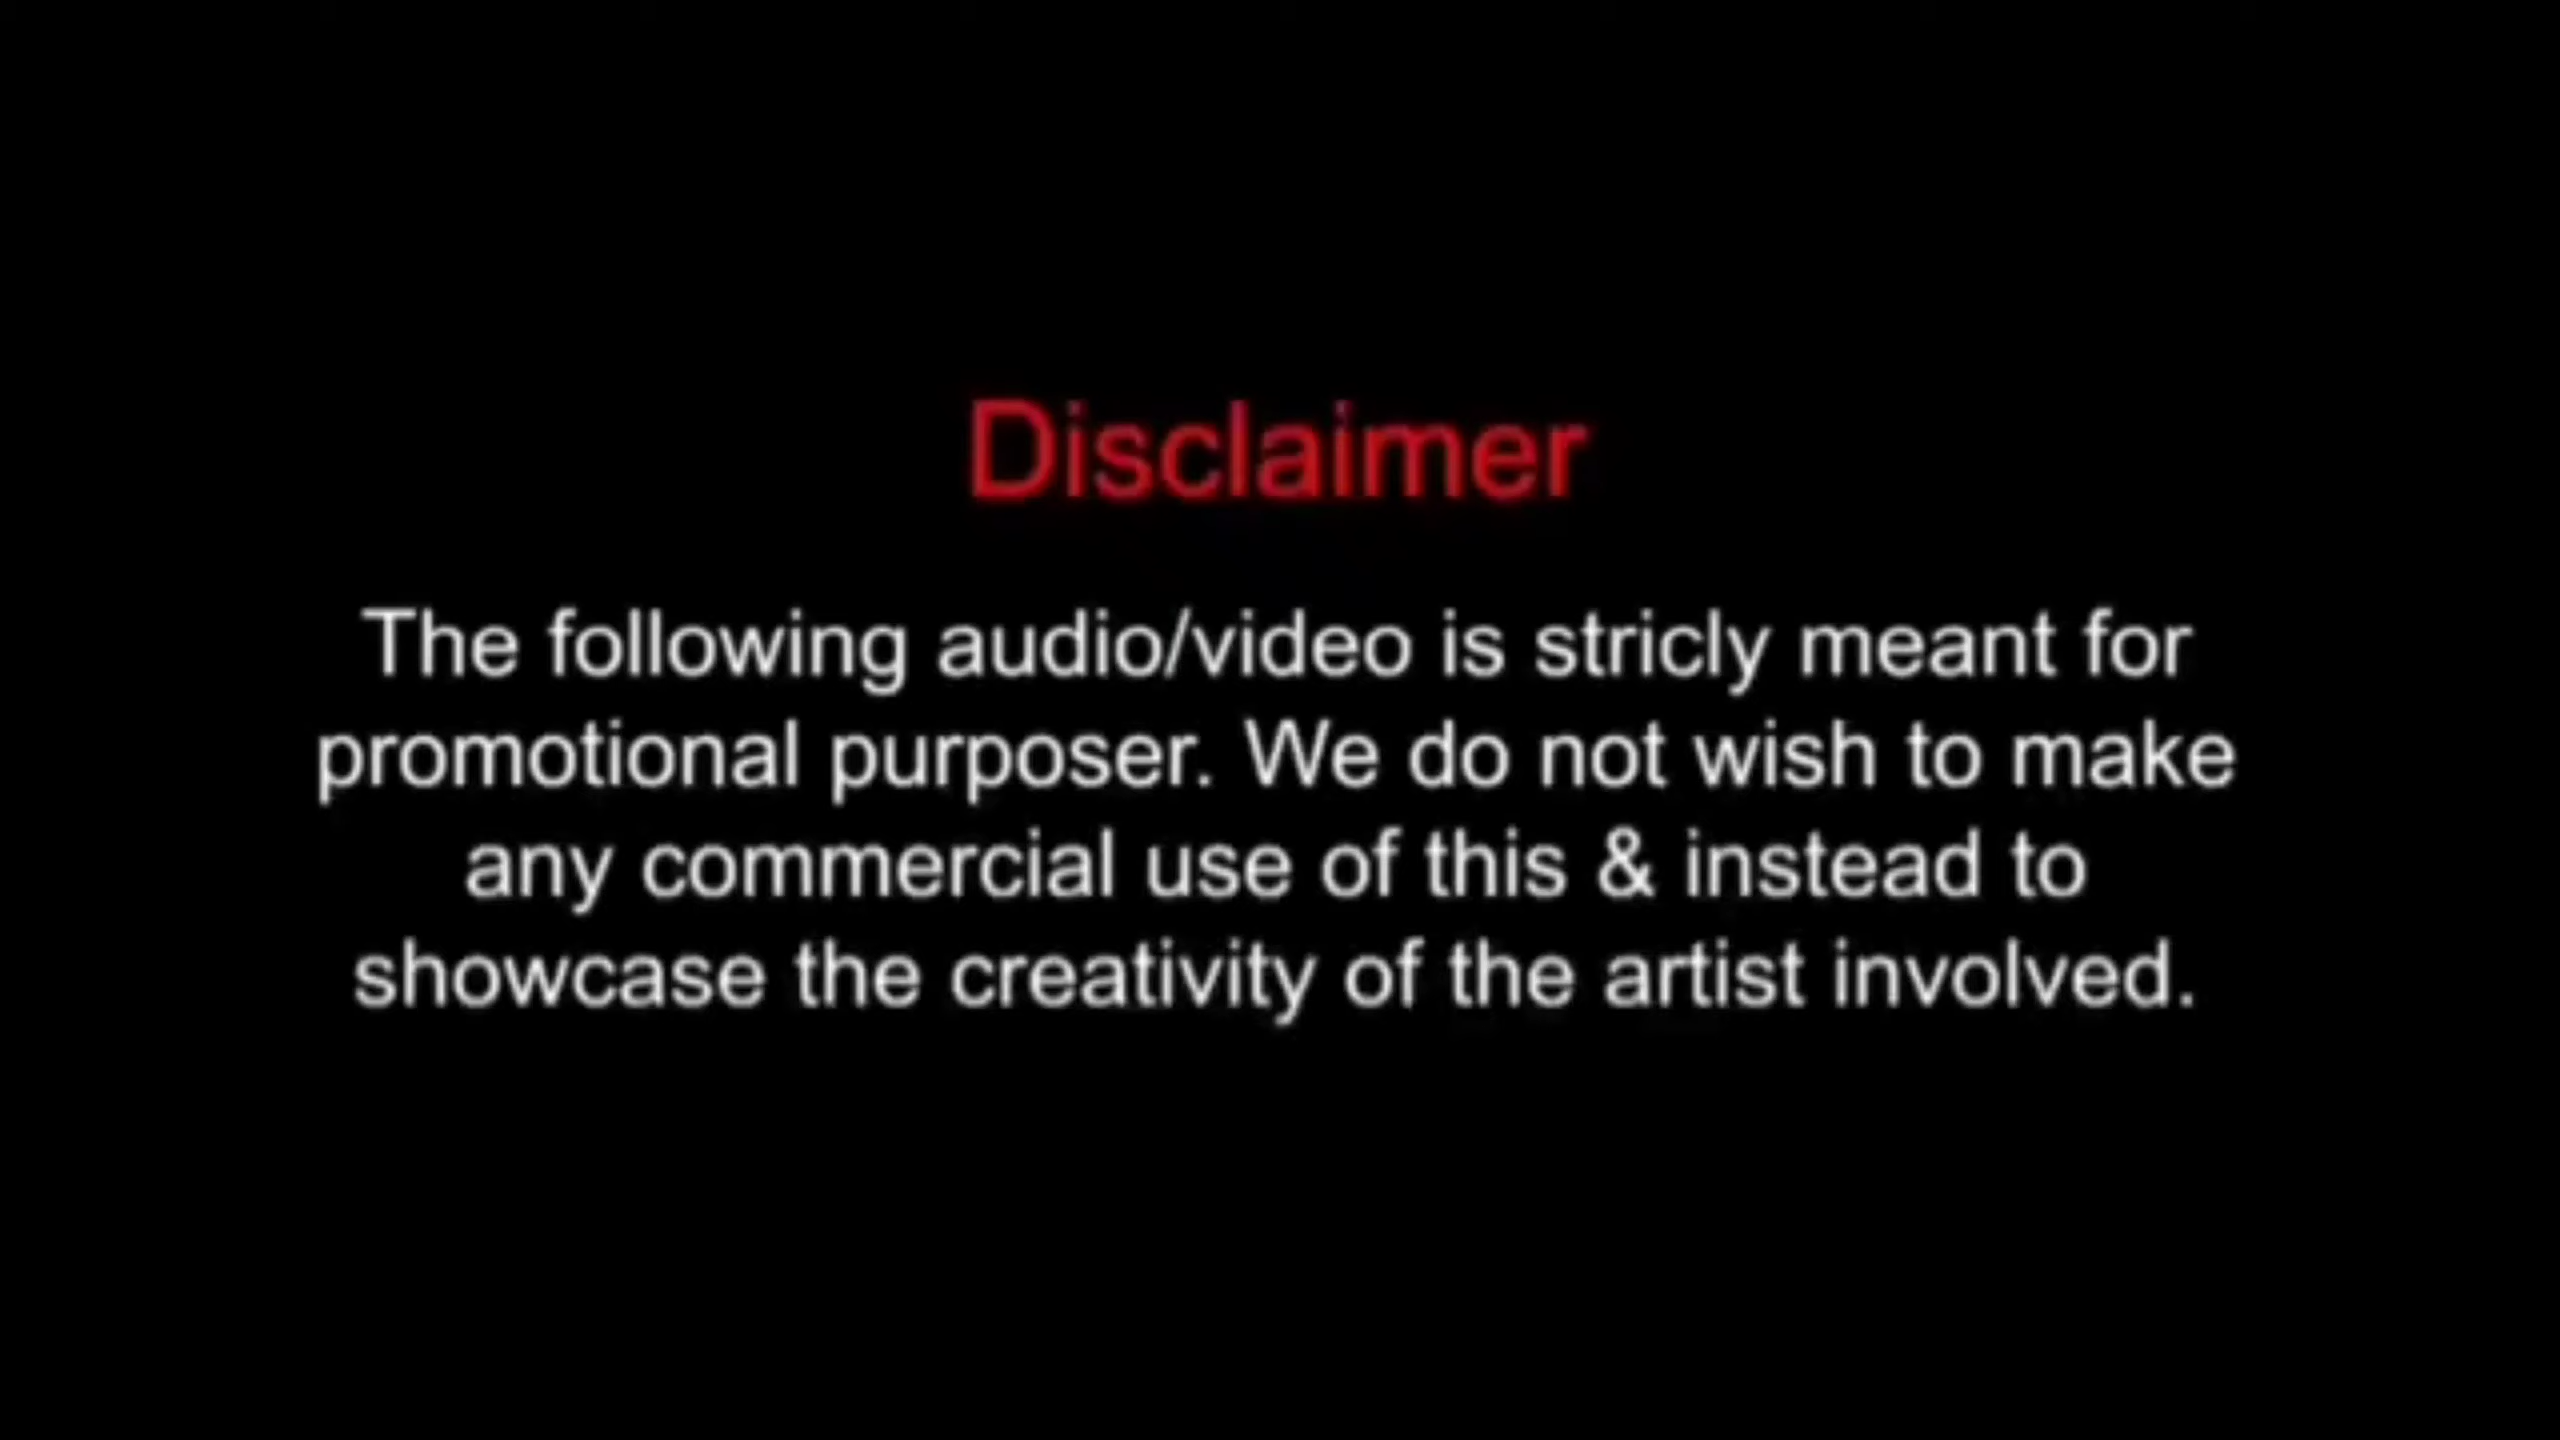 Disclaimer
The following audio/video is stricly meant for
promotional purposer. We do not wish to make
any commercial use of this & instead to
showcase the creativity of the artist involved.